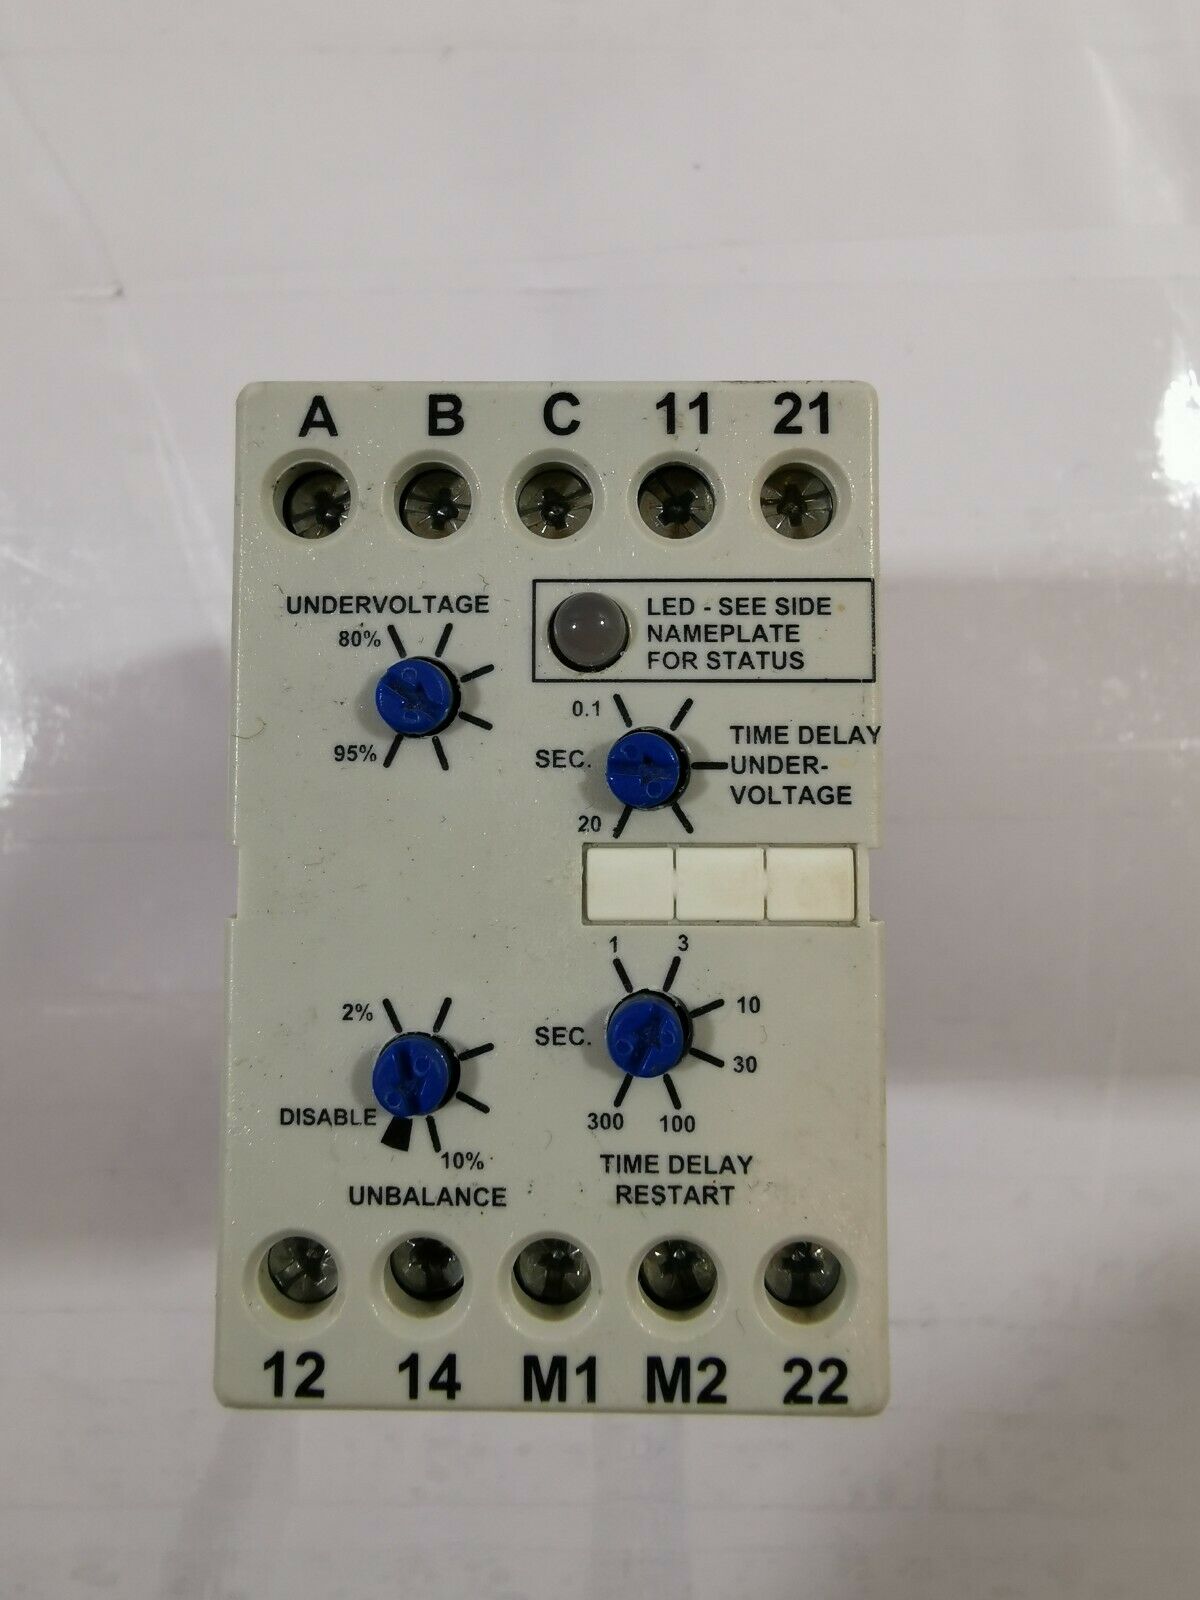 A B C 11 21
UNDERVOLTAGE
80%
95%
LED - SEE SIDE
NAMEPLATE
FOR STATUS
0.1
SEC.
20
TIME DELAY
UNDER-
VOLTAGE
2%
DISABLE
10%
UNBALANCE
1 3
10
SEC.
30
300 100
TIME DELAY
RESTART
12 14 M1 M2 22